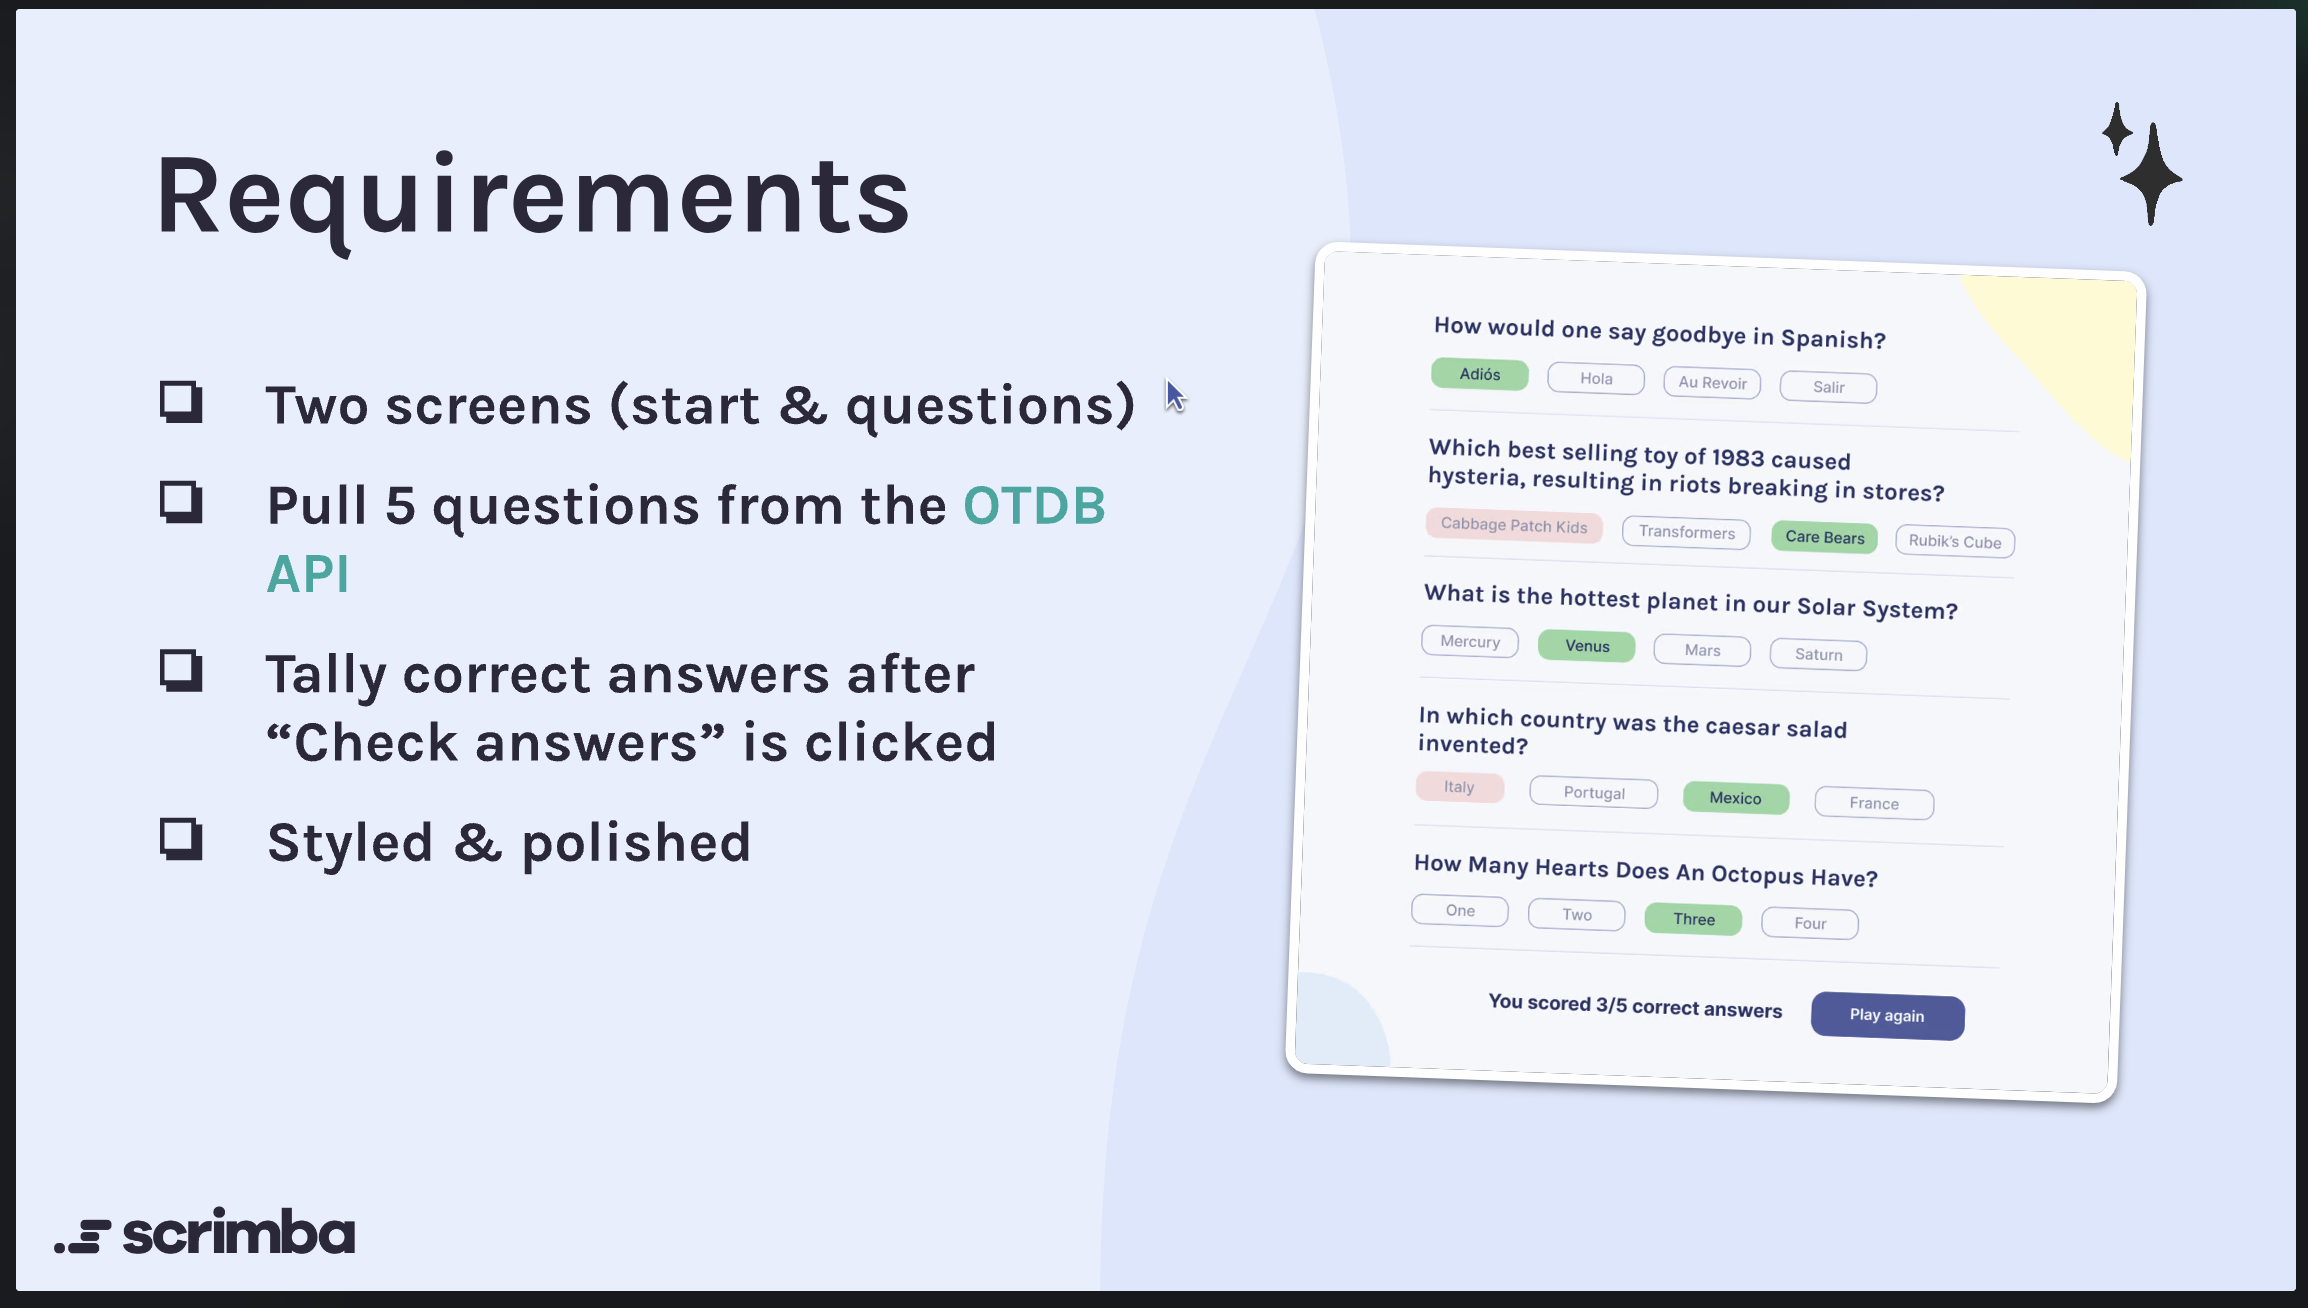 Requirements
Two screens (start & questions)
Pull 5 questions from the OTDB
API
Tally correct answers after
“Check answers” is clicked
Styled & polished
scrimba
How would one say goodbye in Spanish?
Adiós Hola Au Revoir Salir
Which best selling toy of 1983 caused
hysteria, resulting in riots breaking in stores?
Cabbage Patch Kids Transformers Care Bears Rubik’s Cube
What is the hottest planet in our Solar System?
Mercury Venus Mars Saturn
In which country was the caesar salad
invented?
Italy Portugal Mexico France
How Many Hearts Does An Octopus Have?
One Two Three Four
You scored 3/5 correct answers Play again